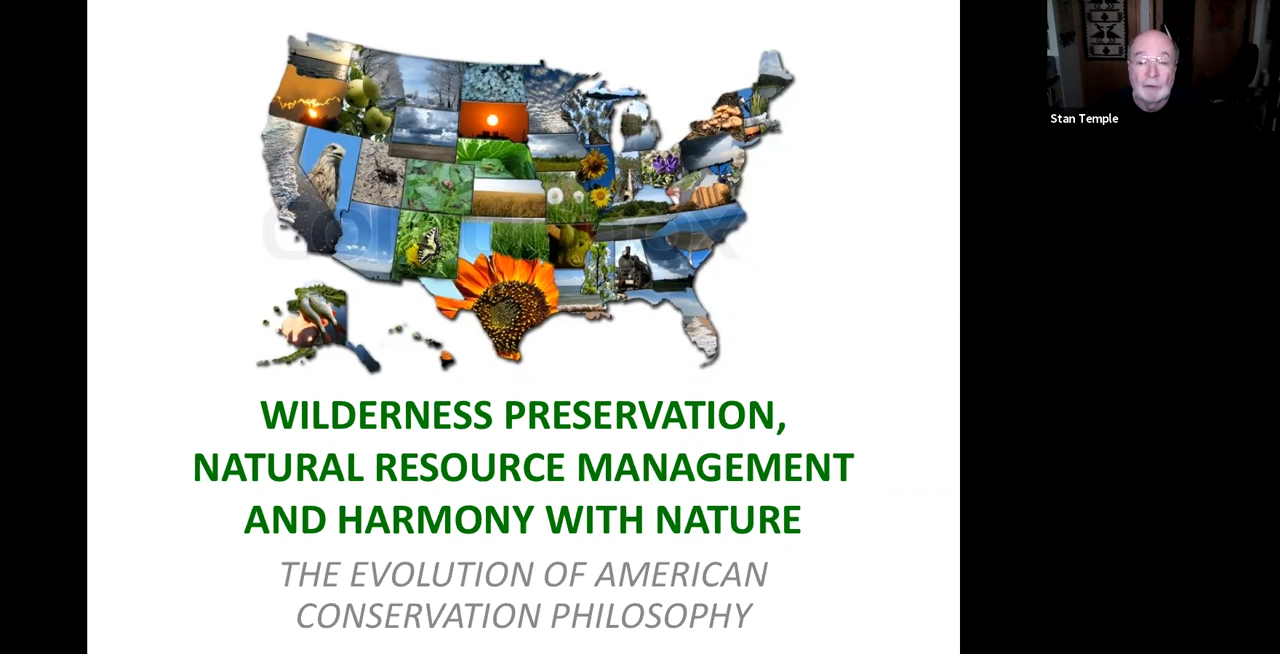 Stan Temple
WILDERNESS PRESERVATION,
NATURAL RESOURCE MANAGEMENT
AND HARMONY WITH NATURE
THE EVOLUTION OF AMERICAN
CONSERVATION PHILOSOPHY